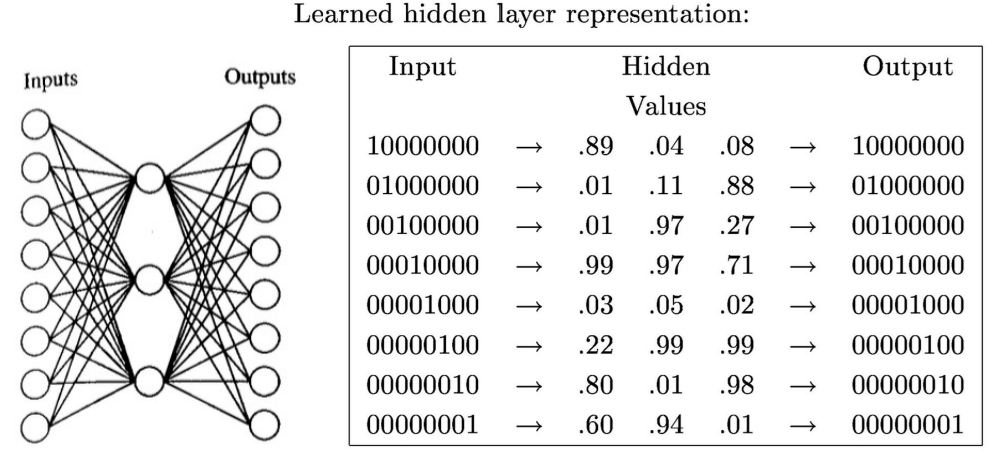 Learned hidden layer representation:
Inputs
Outputs
Input Hidden Output
Values
10000000 → .89 .04 .08 → 10000000
01000000 → .01 .11 .88 → 01000000
00100000 → .01 .97 .27 → 00100000
00010000 → .99 .97 .71 → 00010000
00001000 → .03 .05 .02 → 00001000
00000100 → .22 .99 .99 → 00000100
00000010 → .80 .01 .98 → 00000010
00000001 → .60 .94 .01 → 00000001